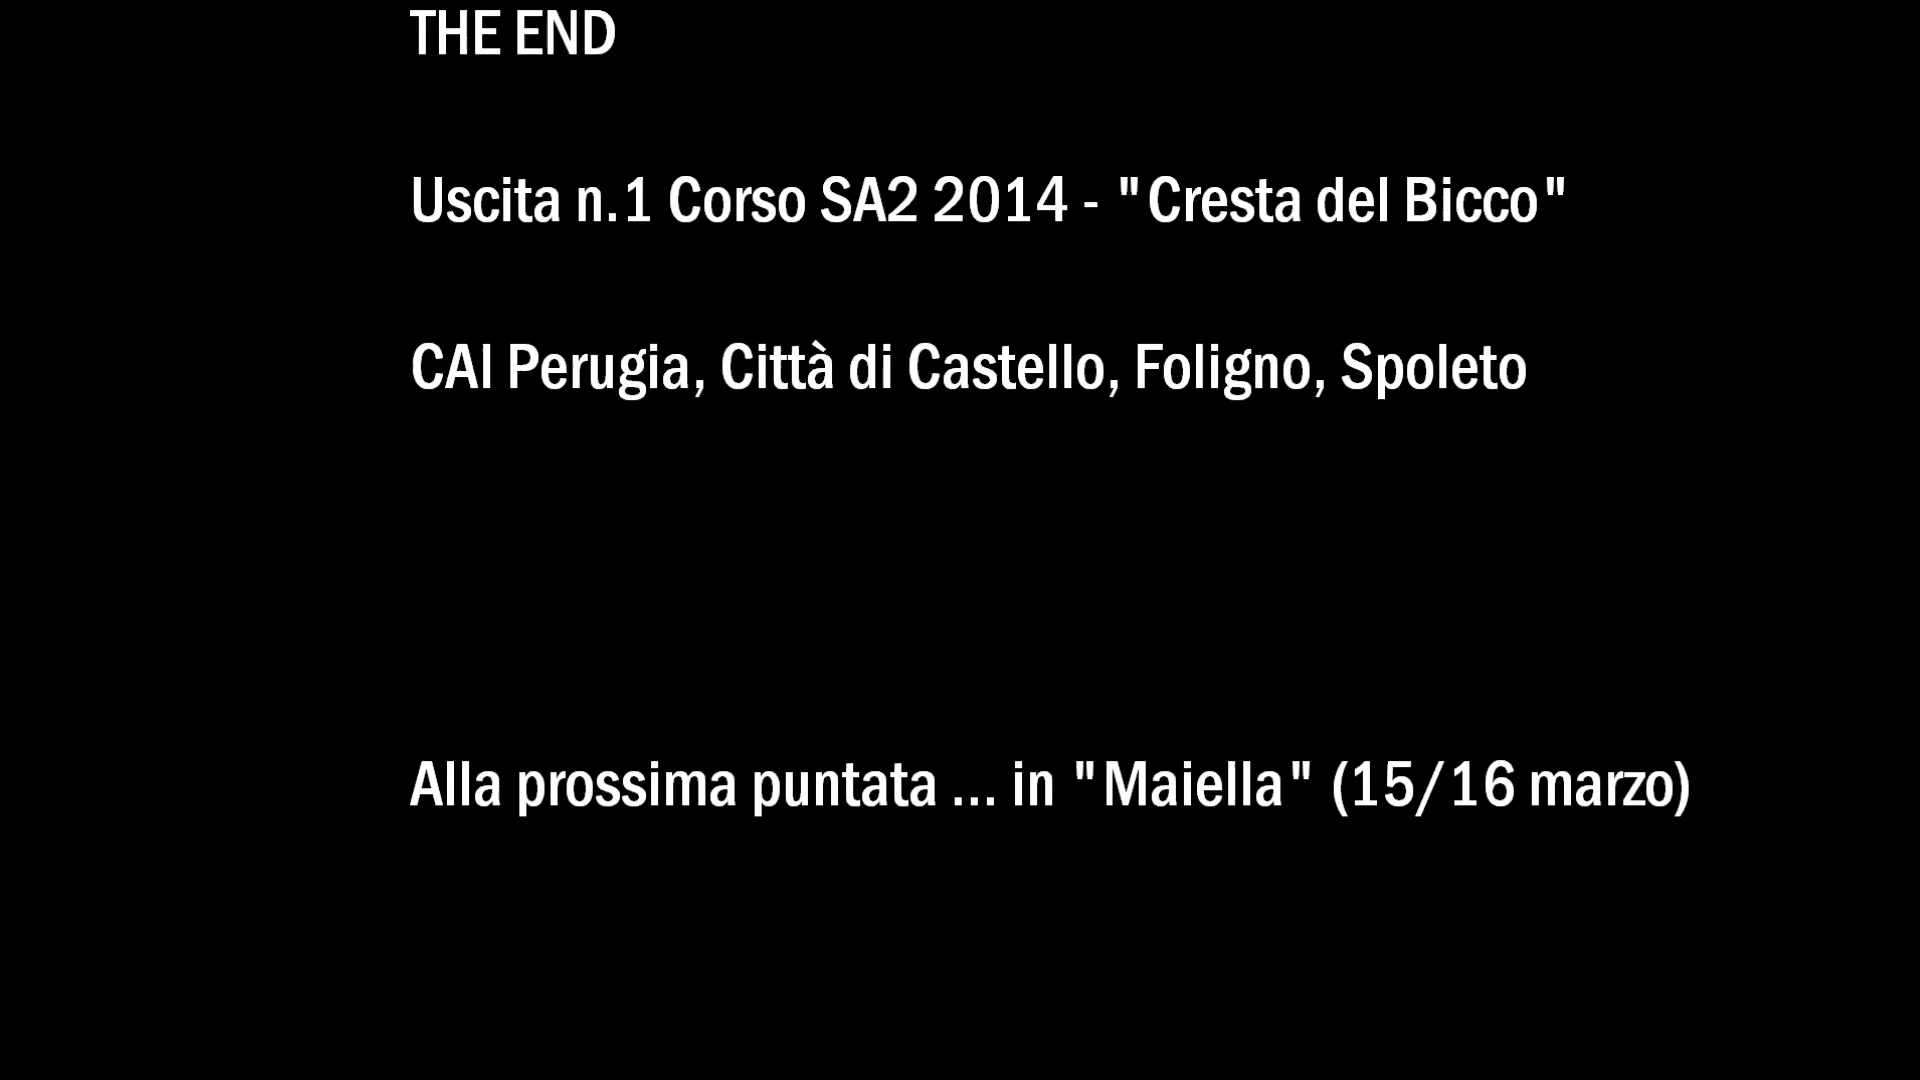 THE END
Uscita n.1 Corso SA2 2014 - "Cresta del Bicco"
CAI Perugia, Città di Castello, Foligno, Spoleto
Alla prossima puntata ... in "Maiella" (15/16 marzo)